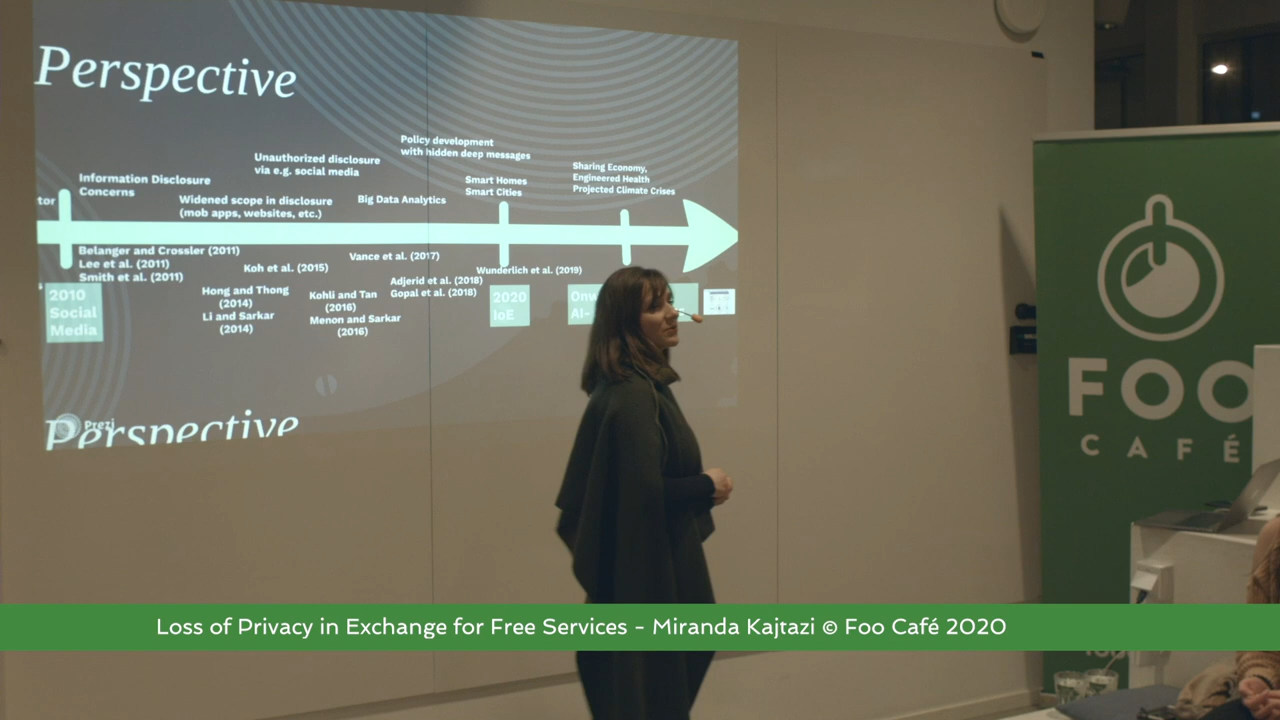 Perspective
Policy development
with hidden deep messages
Unauthorized disclosure
via e.g. social media
Sharing Economy,
Engineered Health
Projected Climate Crises
Information Disclosure
Concerns
Smart Homes
Smart Cities
Widened scope in disclosure
(mob apps, websites, etc.)
Big Data Analytics
tor
Belanger and Crossler (2011)
Lee et al. (2011)
Smith et al. (2011)
Koh et al. (2015)
Vance et al. (2017)
Wunderlich et al. (2019)
Adjerid et al. (2018)
Gopal et al. (2018)
Hong and Thong
(2014)
Li and Sarkar
(2014)
Kohli and Tan
(2016)
Menon and Sarkar
(2016)
2010
Social
Media
2020
IoE
Onw
AI-
Prezi
Perspective
FOO
CAFÉ
Loss of Privacy in Exchange for Free Services - Miranda Kajtazi © Foo Café 2020